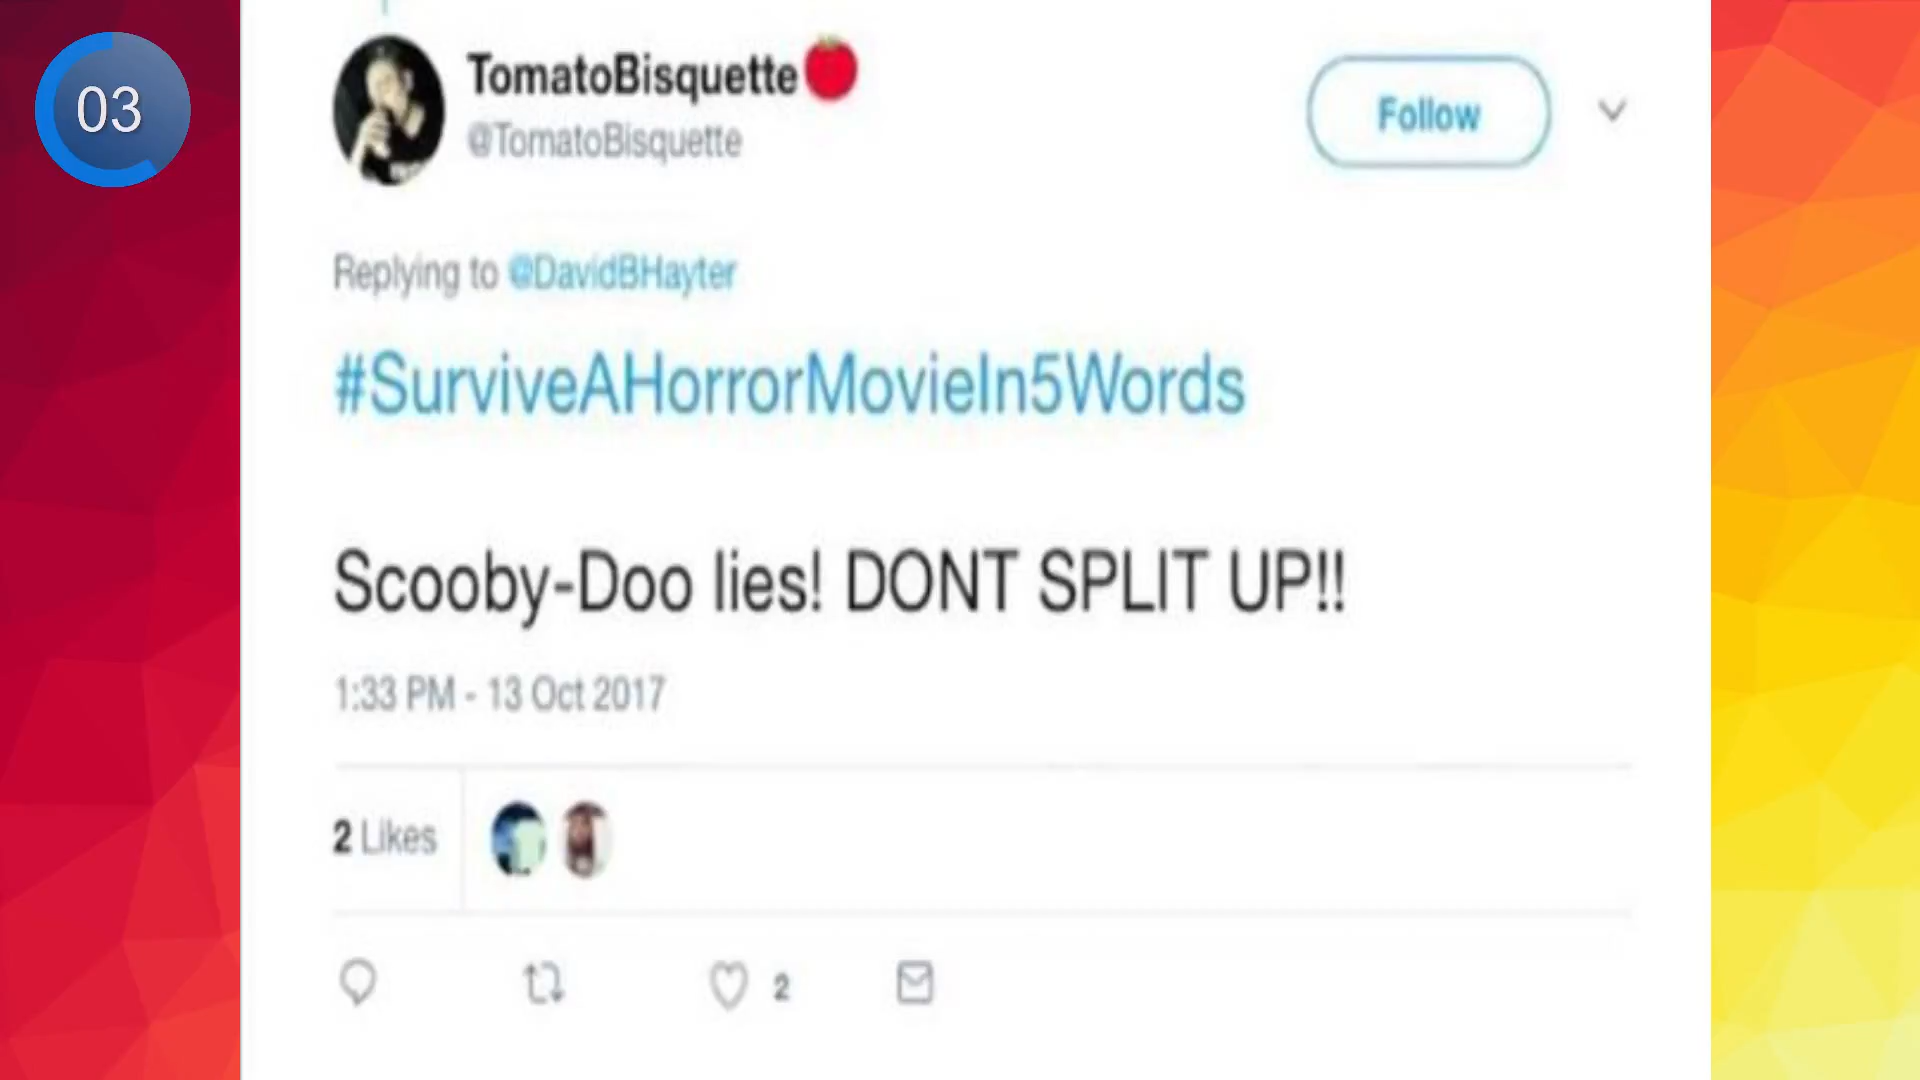 03
TomatoBisquette🍅
@TomatoBisquette
Follow
Replying to @DavidBHayter
#SurviveAHorrorMovieIn5Words
Scooby-Doo lies! DONT SPLIT UP!!
1:33 PM - 13 Oct 2017
2 Likes
2